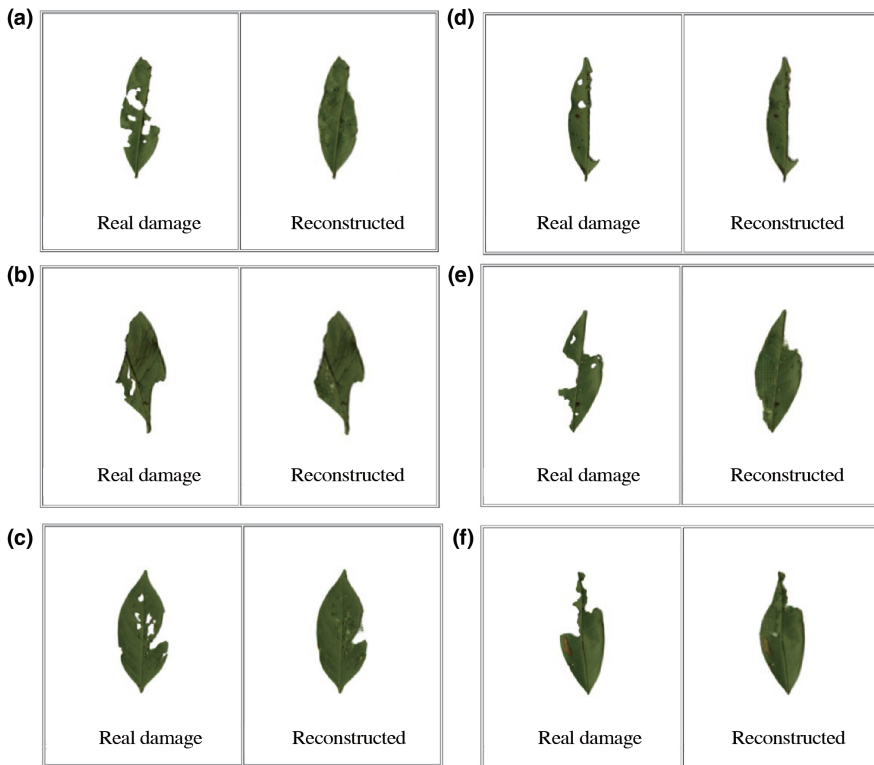 (a)
Real damage Reconstructed
(b)
Real damage Reconstructed
(c)
Real damage Reconstructed
(d)
Real damage Reconstructed
(e)
Real damage Reconstructed
(f)
Real damage Reconstructed